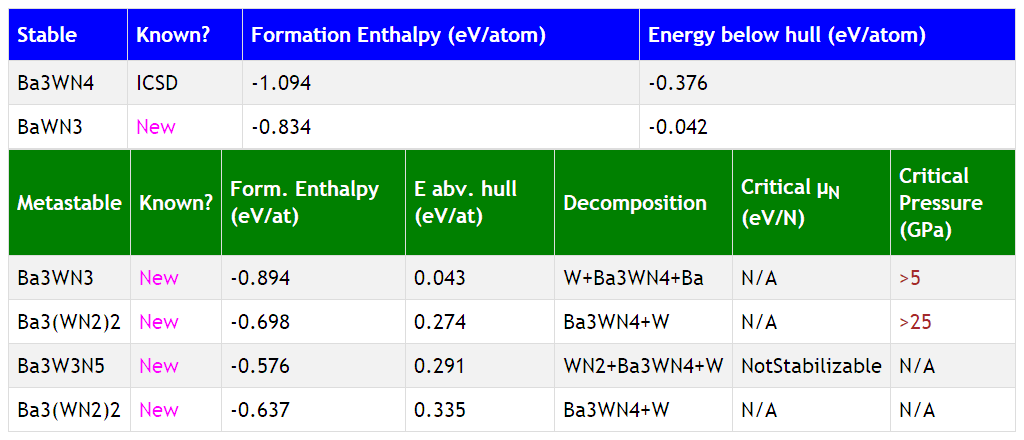 Stable Known? Formation Enthalpy (eV/atom) Energy below hull (eV/atom)
Ba3WN4 ICSD -1.094 -0.376
BaWN3 New -0.834 -0.042
Metastable Known? Form. Enthalpy (eV/at) E abv. hull (eV/at) Decomposition Critical μN (eV/N) Critical Pressure (GPa)
Ba3WN3 New -0.894 0.043 W+Ba3WN4+Ba N/A >5
Ba3(WN2)2 New -0.698 0.274 Ba3WN4+W N/A >25
Ba3W3N5 New -0.576 0.291 WN2+Ba3WN4+W NotStabilizable N/A
Ba3(WN2)2 New -0.637 0.335 Ba3WN4+W N/A N/A